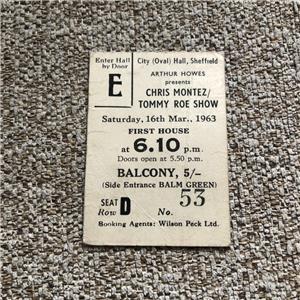 Enter Hall
by Door
E
City (Oval) Hall, Sheffield
ARTHUR HOWES
presents
CHRIS MONTEZ/
TOMMY ROE SHOW
Saturday, 16th Mar., 1963
FIRST HOUSE
at 6.10 p.m.
Doors open at 5.50 p.m.
BALCONY, 5/-
(Side Entrance BALM GREEN)
SEAT
Row D No. 53
Booking Agents: Wilson Peck Ltd.